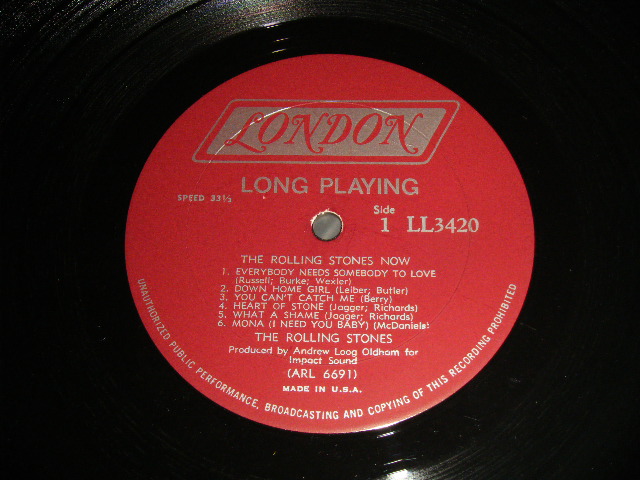 LONDON
LONG PLAYING
SPEED 33⅓
Side
1 LL3420
THE ROLLING STONES NOW
1. EVERYBODY NEEDS SOMEBODY TO LOVE
(Russell; Burke; Wexler)
2. DOWN HOME GIRL (Leiber; Butler)
3. YOU CAN'T CATCH ME (Berry)
4. HEART OF STONE (Jagger; Richards)
5. WHAT A SHAME (Jagger; Richards)
6. MONA (I NEED YOU BABY) (McDaniels)
THE ROLLING STONES
Produced by Andrew Loog Oldham for
Impact Sound
(ARL 6691)
MADE IN U.S.A.
UNAUTHORIZED PUBLIC PERFORMANCE, BROADCASTING AND COPYING OF THIS RECORDING PROHIBITED